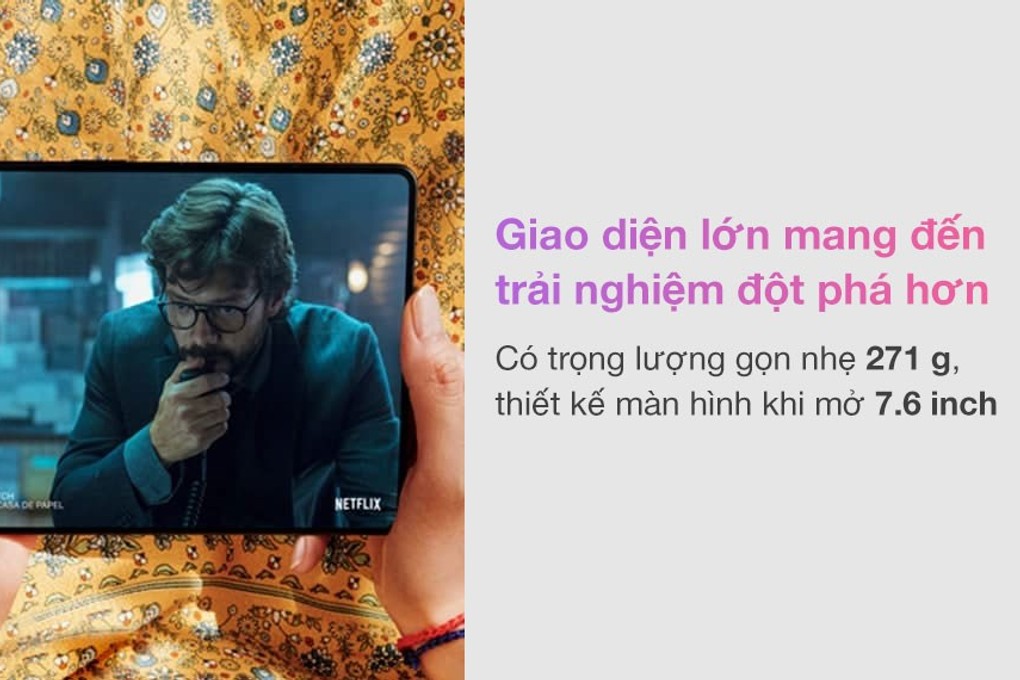 Giao diện lớn mang đến
trải nghiệm đột phá hơn
Có trọng lượng gọn nhẹ 271 g,
thiết kế màn hình khi mở 7.6 inch
CASA DE PAPEL
NETFLIX